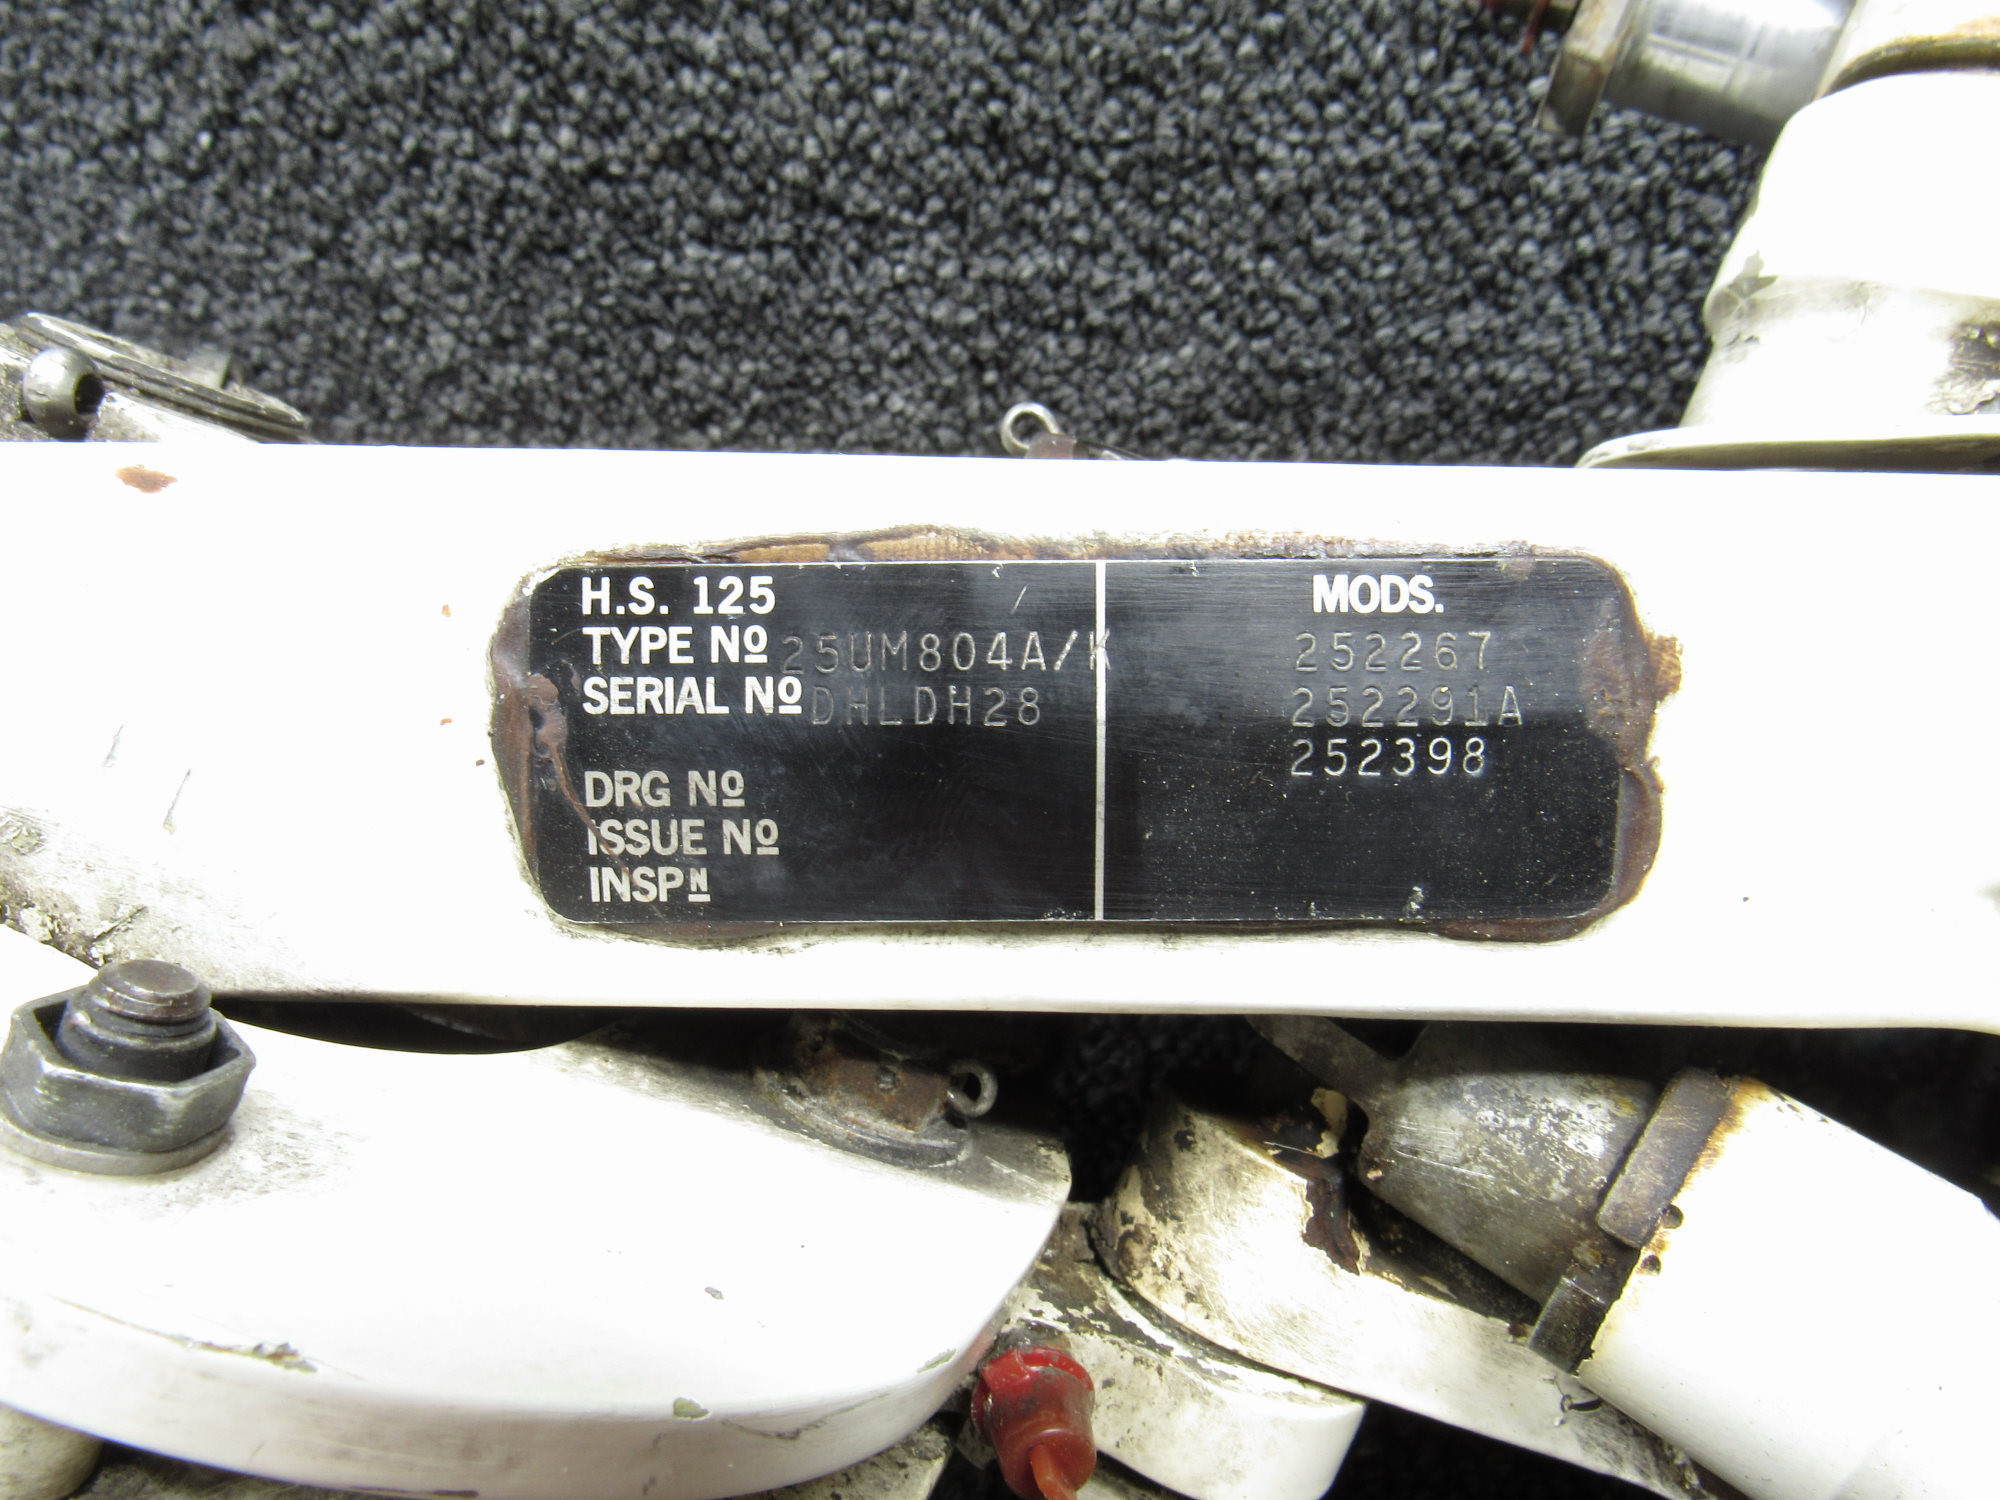 H.S. 125
TYPE Nº 25UM804A/K
SERIAL Nº DHLDH28
DRG Nº
ISSUE Nº
INSPN
MODS.
252267
252291A
252398